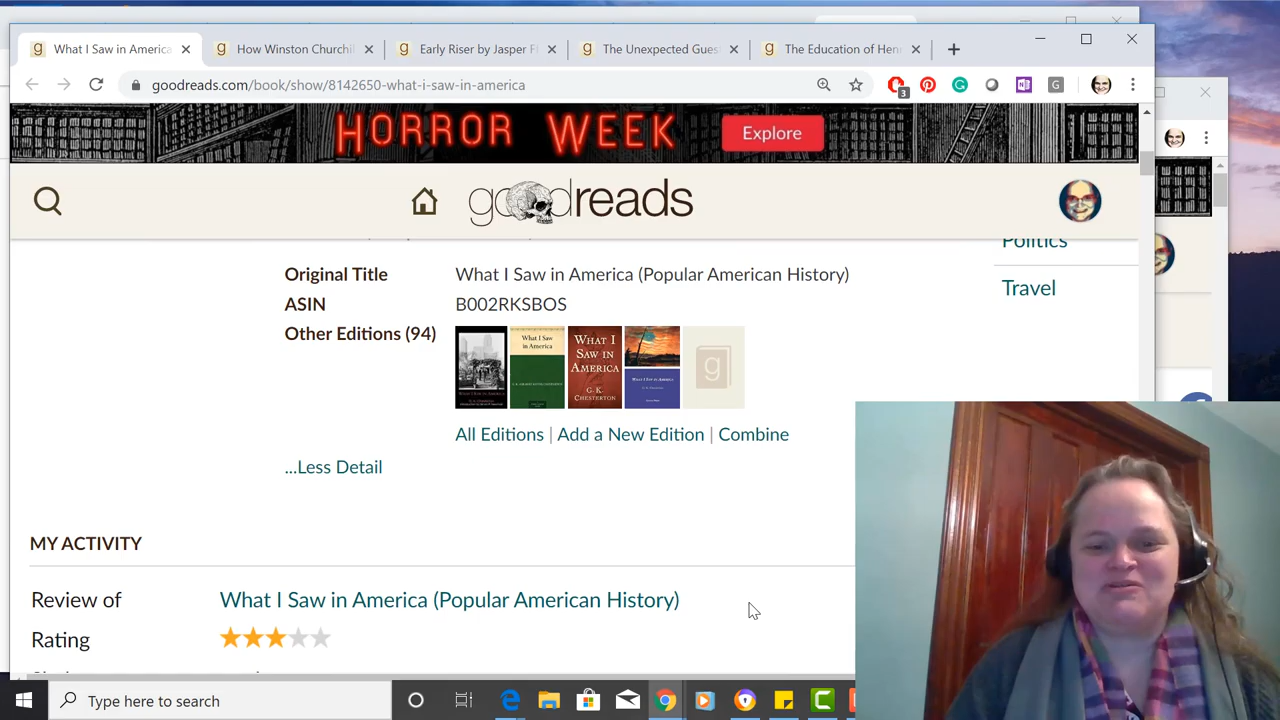 What I Saw in America
How Winston Churchil
Early Riser by Jasper F
The Unexpected Gues
The Education of Hen
goodreads.com/book/show/8142650-what-i-saw-in-america
3
G
G
HORROR WEEK
Explore
goodreads
Politics
Original Title What I Saw in America (Popular American History)
Travel
ASIN B002RKSBOS
Other Editions (94)
What I Saw
in America
WHAT I
SAW IN
AMERICA
G. K.
CHESTERTON
All Editions | Add a New Edition | Combine
...Less Detail
MY ACTIVITY
Review of What I Saw in America (Popular American History)
Rating
Type here to search